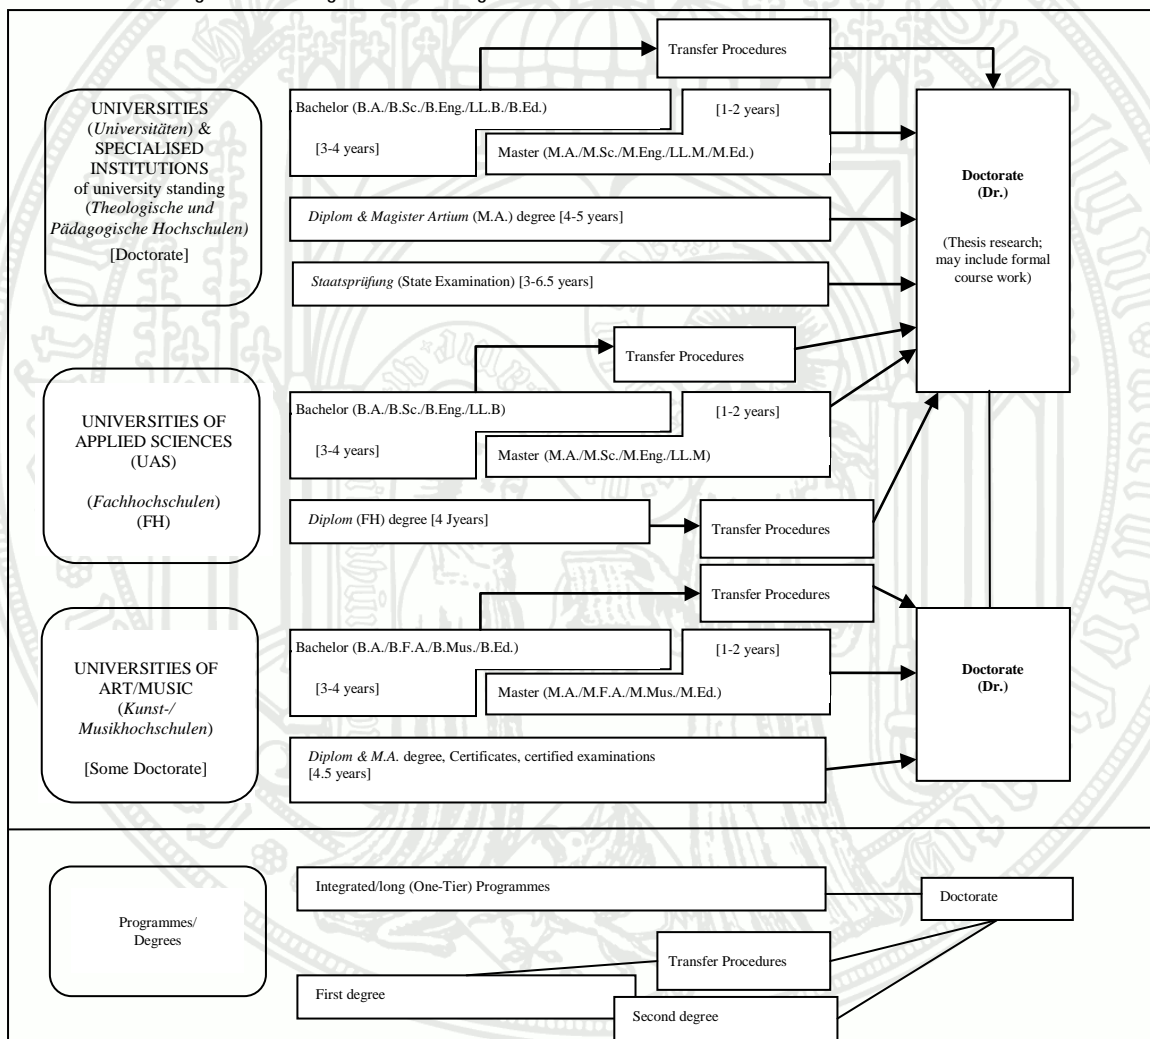 Transfer Procedures
UNIVERSITIES
(Universitäten) &
SPECIALISED
INSTITUTIONS
of university standing
(Theologische und
Pädagogische Hochschulen)
[Doctorate]
Bachelor (B.A./B.Sc./B.Eng./LL.B./B.Ed.)
[3-4 years]
[1-2 years]
Master (M.A./M.Sc./M.Eng./LL.M./M.Ed.)
Diplom & Magister Artium (M.A.) degree [4-5 years]
Staatsprüfung (State Examination) [3-6.5 years]
Doctorate
(Dr.)
(Thesis research;
may include formal
course work)
Transfer Procedures
UNIVERSITIES OF
APPLIED SCIENCES
(UAS)
(Fachhochschulen)
(FH)
Bachelor (B.A./B.Sc./B.Eng./LL.B)
[3-4 years]
[1-2 years]
Master (M.A./M.Sc./M.Eng./LL.M)
Diplom (FH) degree [4 Jyears]
Transfer Procedures
Transfer Procedures
UNIVERSITIES OF
ART/MUSIC
(Kunst-/
Musikhochschulen)
[Some Doctorate]
Bachelor (B.A./B.F.A./B.Mus./B.Ed.)
[3-4 years]
[1-2 years]
Master (M.A./M.F.A./M.Mus./M.Ed.)
Diplom & M.A. degree, Certificates, certified examinations
[4.5 years]
Doctorate
(Dr.)
Programmes/
Degrees
Integrated/long (One-Tier) Programmes
Doctorate
Transfer Procedures
First degree
Second degree